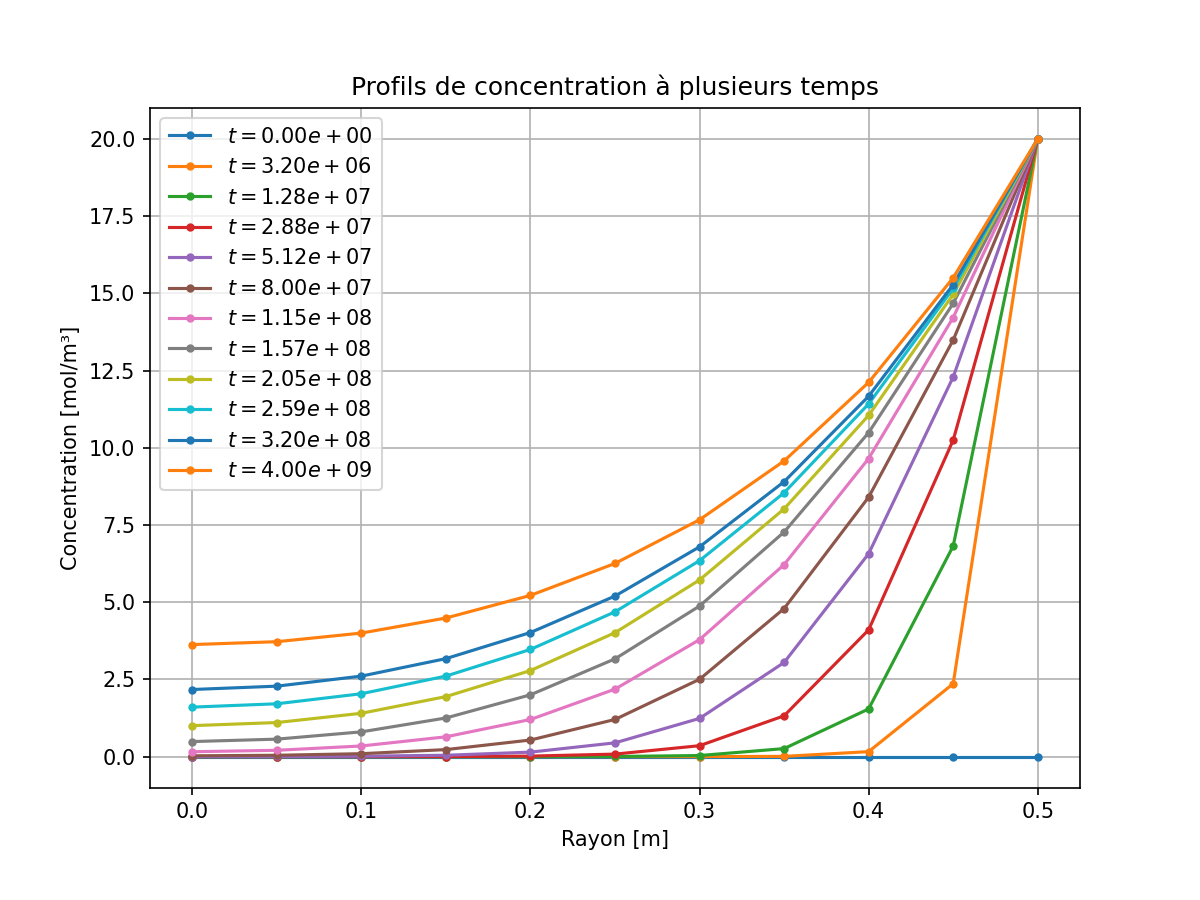 Profils de concentration à plusieurs temps
t = 0.00e + 00
t = 3.20e + 06
t = 1.28e + 07
t = 2.88e + 07
t = 5.12e + 07
t = 8.00e + 07
t = 1.15e + 08
t = 1.57e + 08
t = 2.05e + 08
t = 2.59e + 08
t = 3.20e + 08
t = 4.00e + 09
Concentration [mol/m³]
20.0
17.5
15.0
12.5
10.0
7.5
5.0
2.5
0.0
0.0 0.1 0.2 0.3 0.4 0.5
Rayon [m]